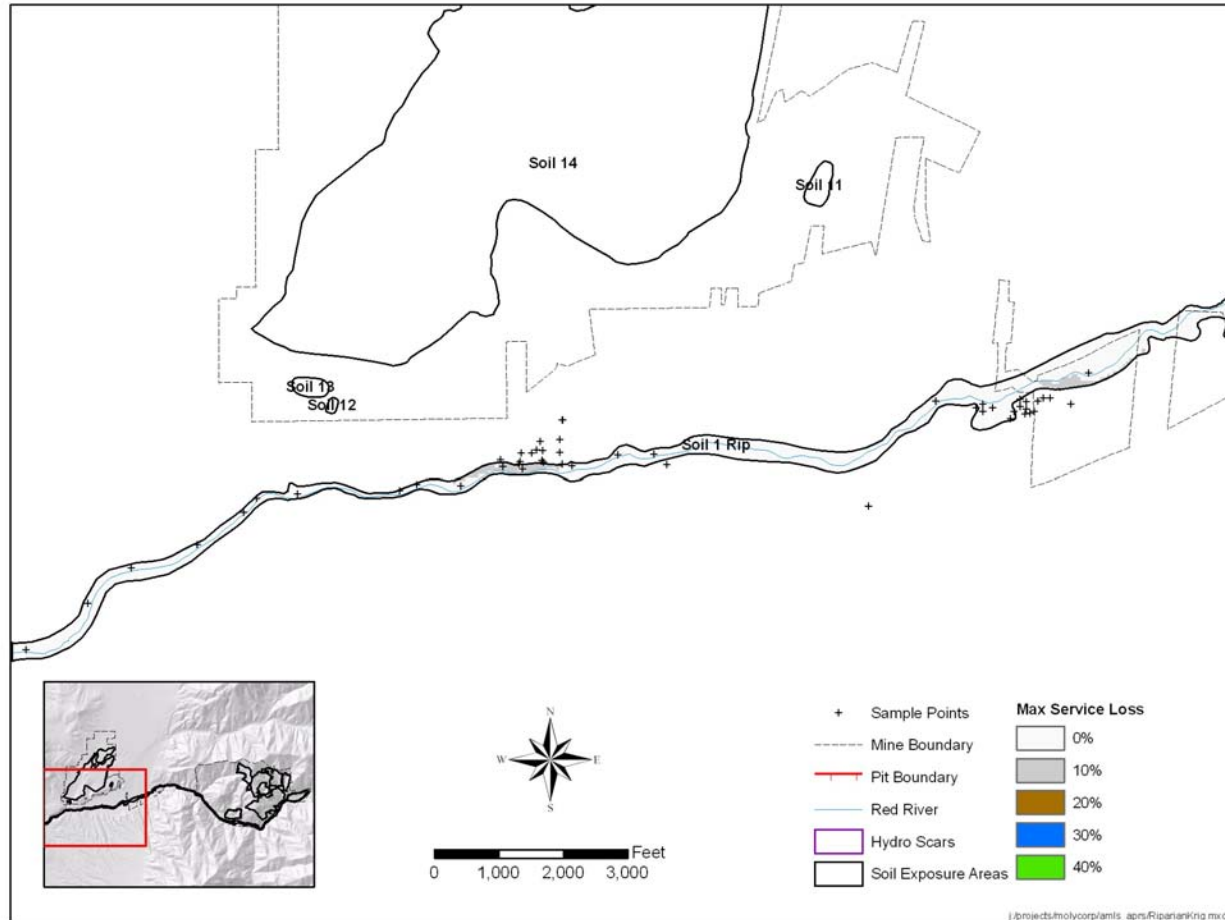 Soil 14
Soil 11
Soil 13
Soil 12
Soil 1 Rip
N
W E
S
Feet
0 1,000 2,000 3,000
Sample Points
Mine Boundary
Pit Boundary
Red River
Hydro Scars
Soil Exposure Areas
Max Service Loss
0%
10%
20%
30%
40%